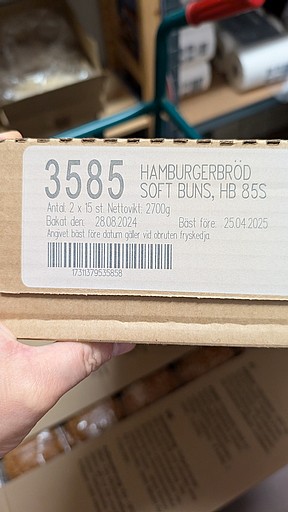 3585 HAMBURGERBRÖD
SOFT BUNS, HB 85S
Antal: 2 x 15 st. Nettovikt: 2700g
Bakat den: 28.08.2024 Bäst före: 25.04.2025
Angivet bäst före datum gäller vid obruten fryskedja
17311379535858